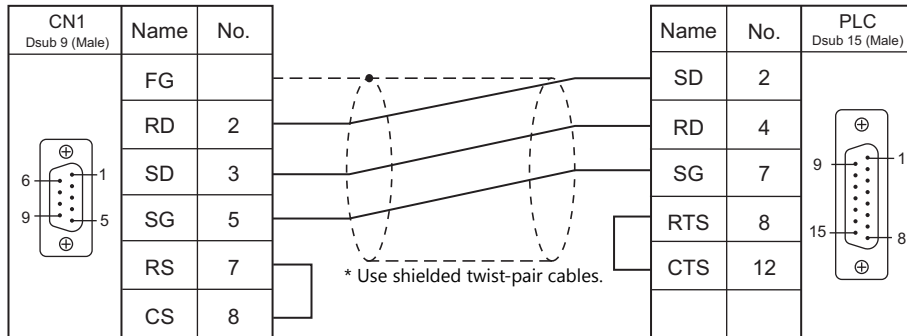 CN1
Dsub 9 (Male)
Name
No.
FG
RD
2
SD
3
SG
5
RS
7
CS
8
6
1
9
5
* Use shielded twist-pair cables.
Name
No.
PLC
Dsub 15 (Male)
SD
2
RD
4
SG
7
RTS
8
CTS
12
9
1
15
8